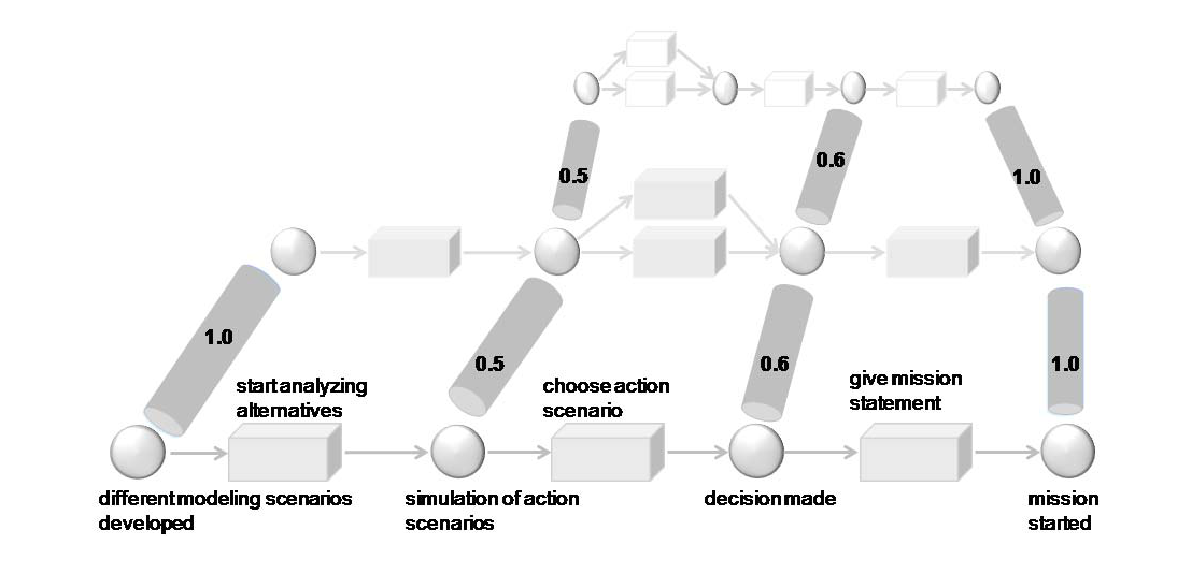 0.5
0.6
1.0
1.0
0.5
0.6
1.0
start analyzing
alternatives
choose action
scenario
give mission
statement
different modeling scenarios
developed
simulation of action
scenarios
decision made
mission
started